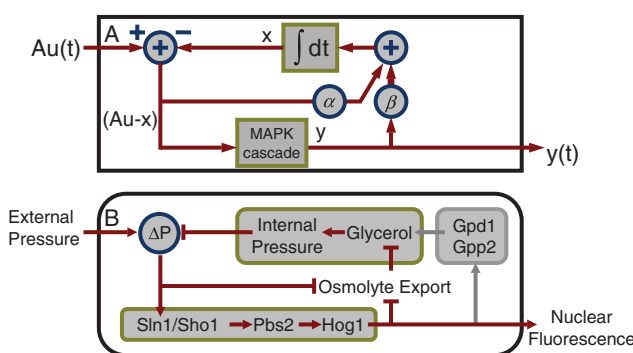 A
+
−
Au(t)
+
x
∫dt
+
α
β
(Au-x)
MAPK
cascade
y
y(t)
B
External
Pressure
ΔP
Internal
Pressure
Glycerol
Gpd1
Gpp2
Osmolyte Export
Sln1/Sho1
Pbs2
Hog1
Nuclear
Fluorescence